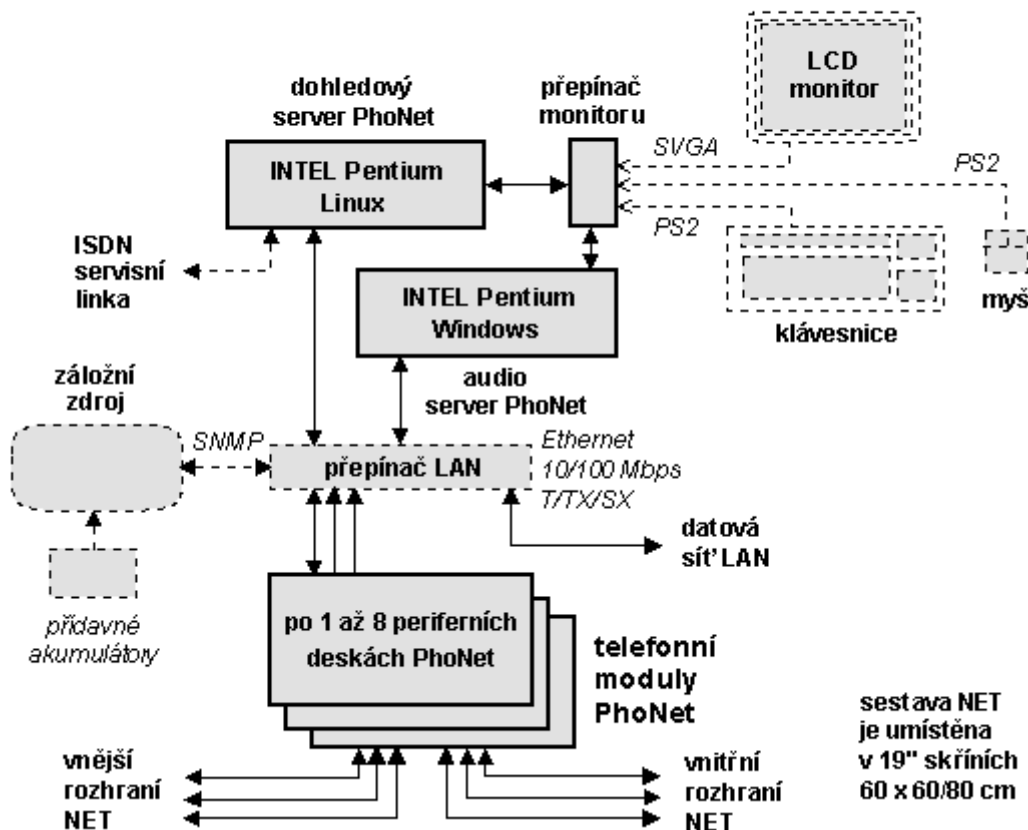 LCD
monitor
dohledový
server PhoNet
přepínač
monitoru
INTEL Pentium
Linux
SVGA
PS2
PS2
ISDN
servisní
linka
INTEL Pentium
Windows
klávesnice
myš
audio
server PhoNet
záložní
zdroj
SNMP
přepínač LAN
Ethernet
10/100 Mbps
T/TX/SX
datová
síť LAN
přídavné
akumulátory
po 1 až 8 periferních
deskách PhoNet
telefonní
moduly
PhoNet
vnější
rozhraní
NET
vnitřní
rozhraní
NET
sestava NET
je umístěna
v 19" skříních
60 x 60/80 cm